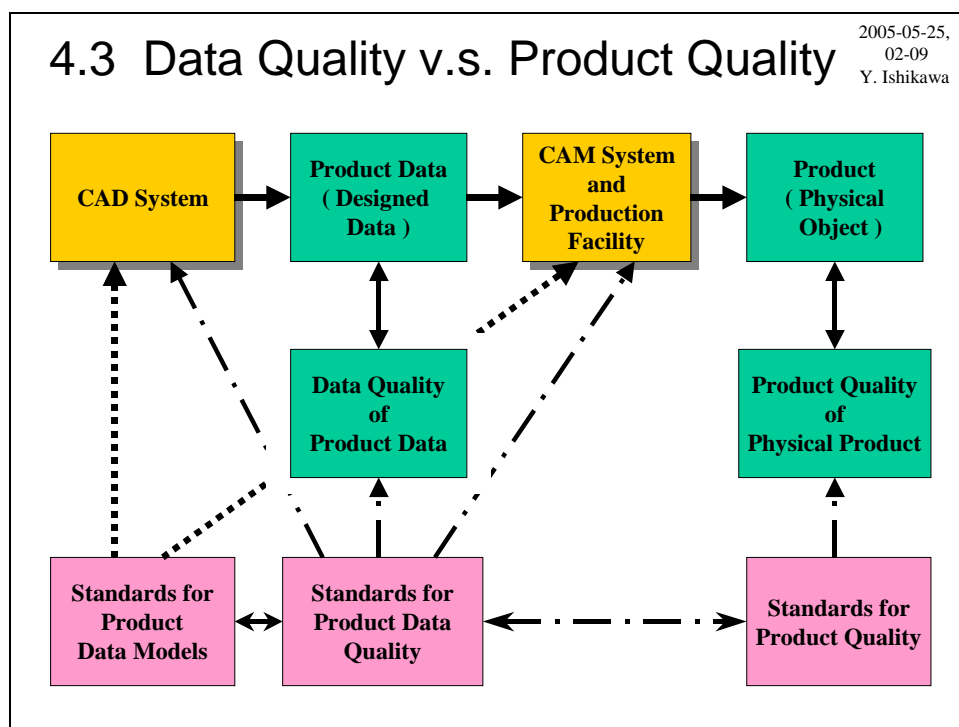 4.3 Data Quality v.s. Product Quality
2005-05-25,
02-09
Y. Ishikawa
CAD System
Product Data
( Designed
Data )
CAM System
and
Production
Facility
Product
( Physical
Object )
Data Quality
of
Product Data
Product Quality
of
Physical Product
Standards for
Product
Data Models
Standards for
Product Data
Quality
Standards for
Product Quality